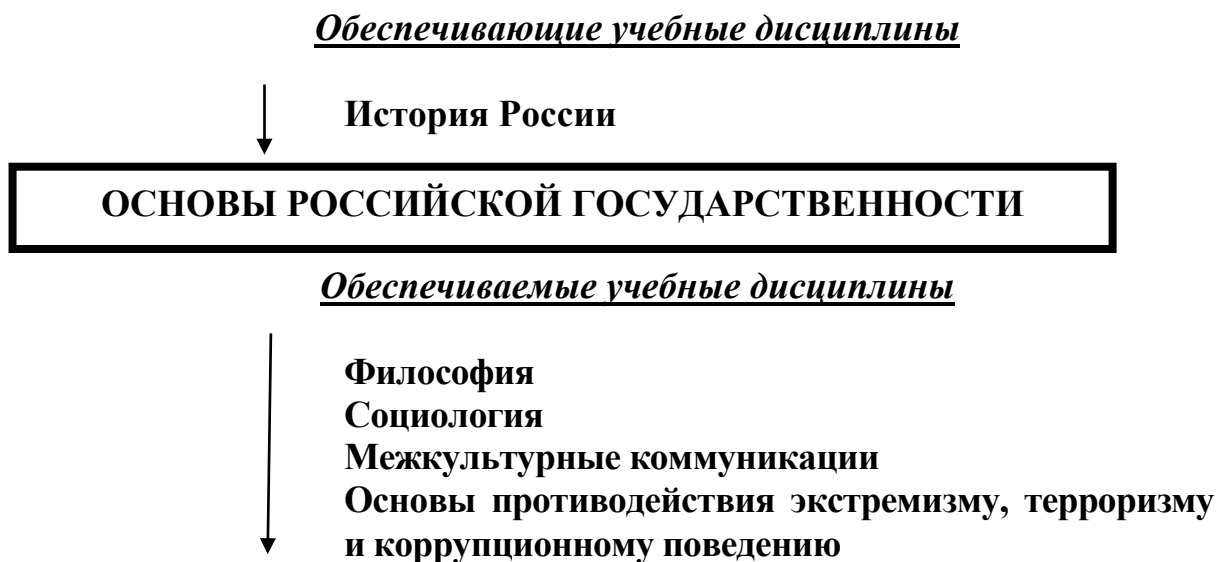 Обеспечивающие учебные дисциплины
История России
ОСНОВЫ РОССИЙСКОЙ ГОСУДАРСТВЕННОСТИ
Обеспечиваемые учебные дисциплины
Философия
Социология
Межкультурные коммуникации
Основы противодействия экстремизму, терроризму
и коррупционному поведению